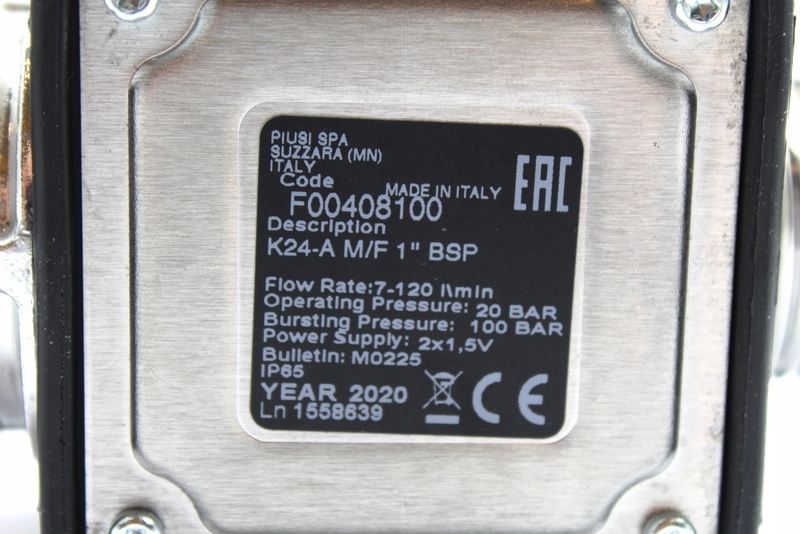 PIUSI SPA
SUZZARA (MN)
ITALY
EAC
Code
MADE IN ITALY
F00408100
Description
K24-A M/F 1" BSP
Flow Rate:7-120 l\min
Operating Pressure: 20 BAR
Bursting Pressure: 100 BAR
Power Supply: 2x1,5V
Bulletin: M0225
IP65
YEAR 2020
CE
Ln 1558639